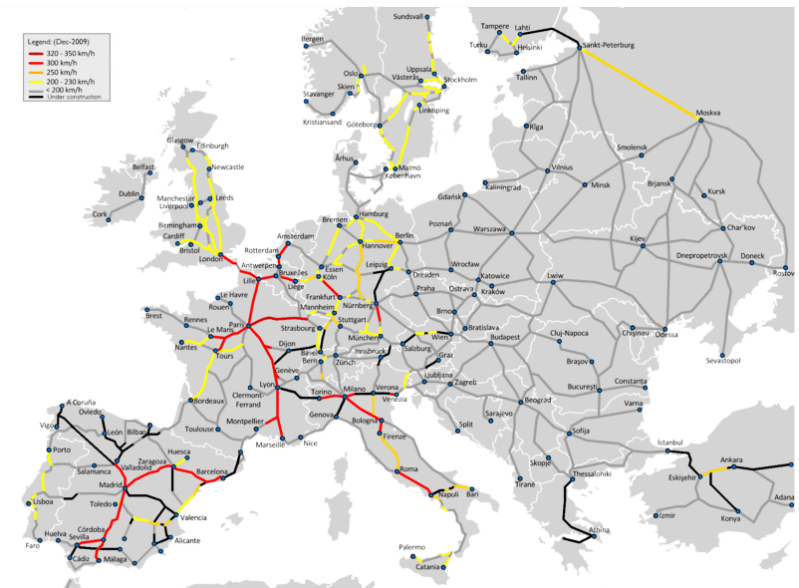 Legend: (Dec-2009)
320 - 350 km/h
300 km/h
250 km/h
200 - 230 km/h
< 200 km/h
Under construction
Sundsvall
Bergen
Tampere
Lahti
Turku
Helsinki
Sankt-Peterburg
Oslo
Uppsala
Västerås
Stockholm
Skien
Tallinn
Stavanger
Linköping
Kristiansand
Göteborg
Moskva
Rīga
Glasgow
Edinburgh
Smolensk
Århus
Newcastle
Belfast
Malmö
København
Vilnius
Kaliningrad
Minsk
Brjansk
Dublin
Manchester
Leeds
Liverpool
Gdańsk
Kursk
Cork
Hamburg
Birmingham
Bremen
Poznań
Warszawa
Char'kov
Cardiff
Amsterdam
Hannover
Berlin
Kijev
Bristol
Rotterdam
London
Antwerpen
Essen
Leipzig
Wrocław
Dnepropetrovsk
Doneck
Bruxelles
Köln
Dresden
Katowice
Lwiw
Rostov
Lille
Liège
Praha
Ostrava
Kraków
Le Havre
Frankfurt
Nürnberg
Rouen
Mannheim
Brno
Brest
Rennes
Paris
Stuttgart
Strasbourg
Bratislava
Chișinau
Odessa
Le Mans
München
Wien
Cluj-Napoca
Nantes
Dijon
Salzburg
Budapest
Tours
Basel
Innsbruck
Graz
Sevastopol
Bern
Zürich
Brașov
Genève
Ljubljana
Zagreb
Constanta
Clermont-
Ferrand
Lyon
Torino
Milano
Verona
Venezia
București
Bordeaux
Beograd
Varna
A Coruña
Genova
Bologna
Oviedo
Toulouse
Montpellier
Split
Sarajevo
Vigo
León
Bilbao
Firenze
Sofija
Marseille
Nice
Istanbul
Porto
Huesca
Ankara
Zaragoza
Barcelona
Skopje
Valladolid
Roma
Thessaloniki
Eskişehir
Salamanca
Madrid
Tiranë
Napoli
Bari
Adana
Toledo
Lisboa
Valencia
İzmir
Konya
Córdoba
Athina
Huelva
Sevilla
Alicante
Faro
Palermo
Cádiz
Málaga
Catania